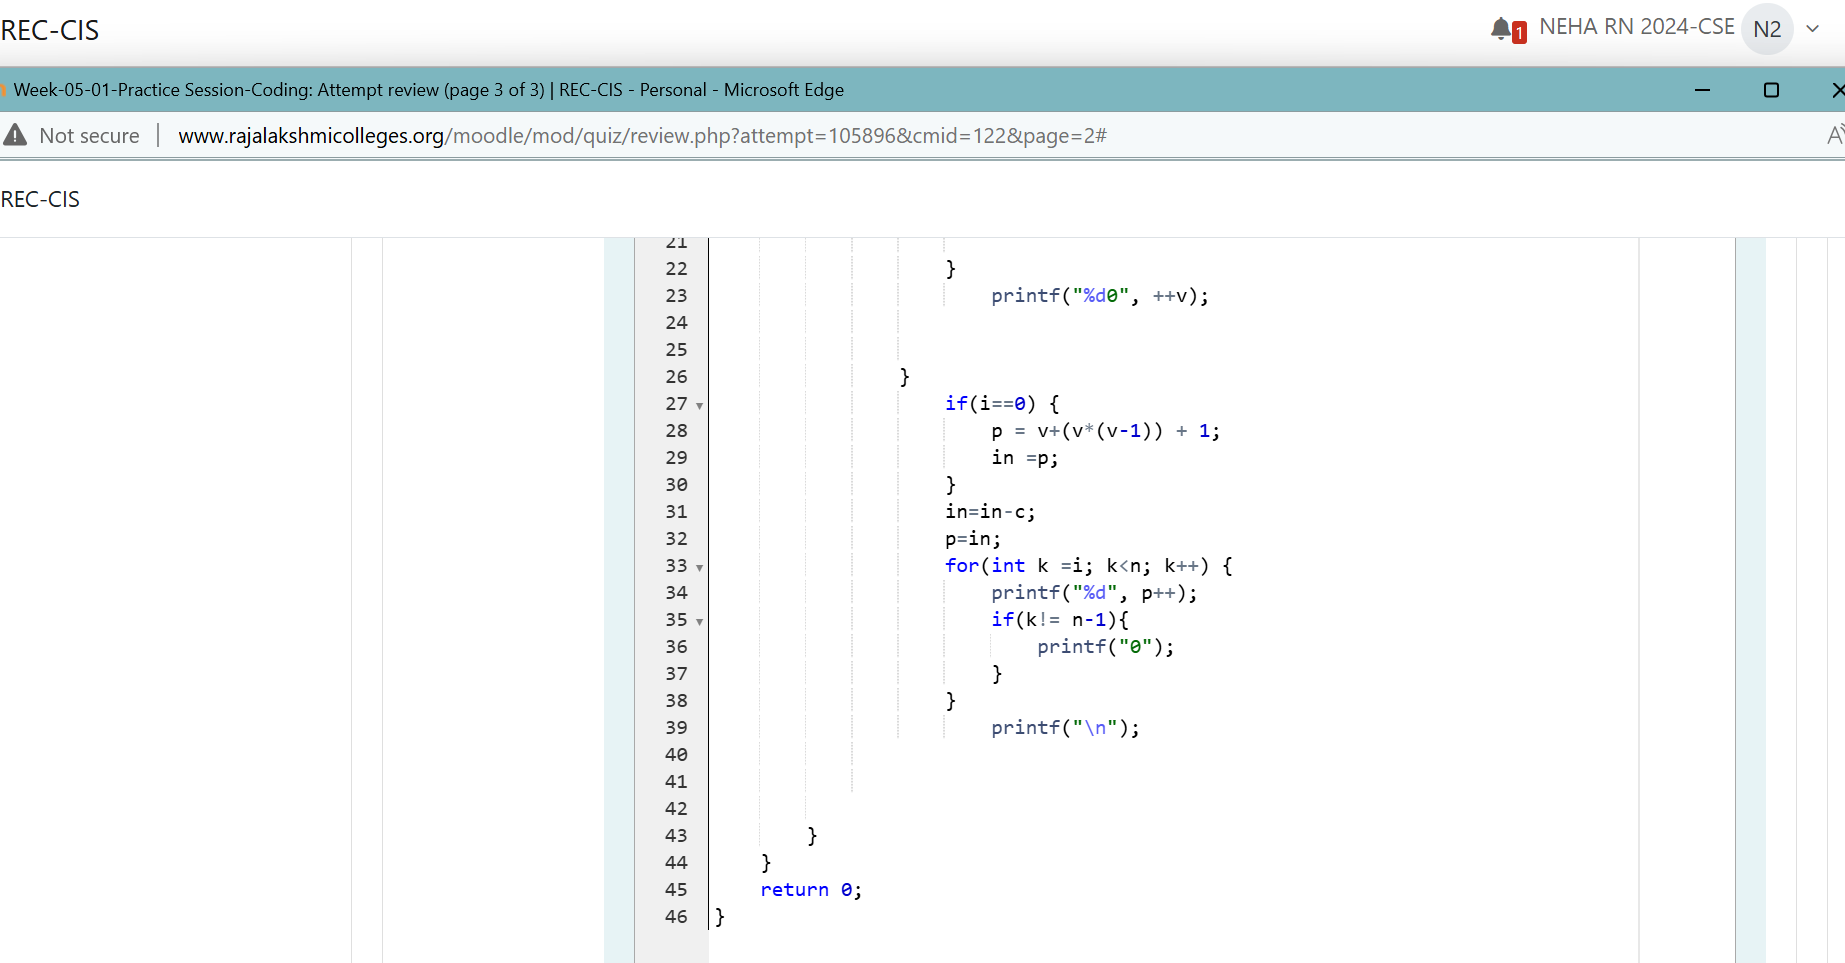 REC-CIS
1 NEHA RN 2024-CSE N2
Week-05-01-Practice Session-Coding: Attempt review (page 3 of 3) | REC-CIS - Personal - Microsoft Edge
Not secure | www.rajalakshmicolleges.org/moodle/mod/quiz/review.php?attempt=105896&cmid=122&page=2#
REC-CIS
21
22 }
23 printf("%d0", ++v);
24
25
26 }
27 if(i==0) {
28 p = v+(v*(v-1)) + 1;
29 in =p;
30 }
31 in=in-c;
32 p=in;
33 for(int k =i; k<n; k++) {
34 printf("%d", p++);
35 if(k!= n-1){
36 printf("0");
37 }
38 }
39 printf("\n");
40
41
42
43 }
44 }
45 return 0;
46 }